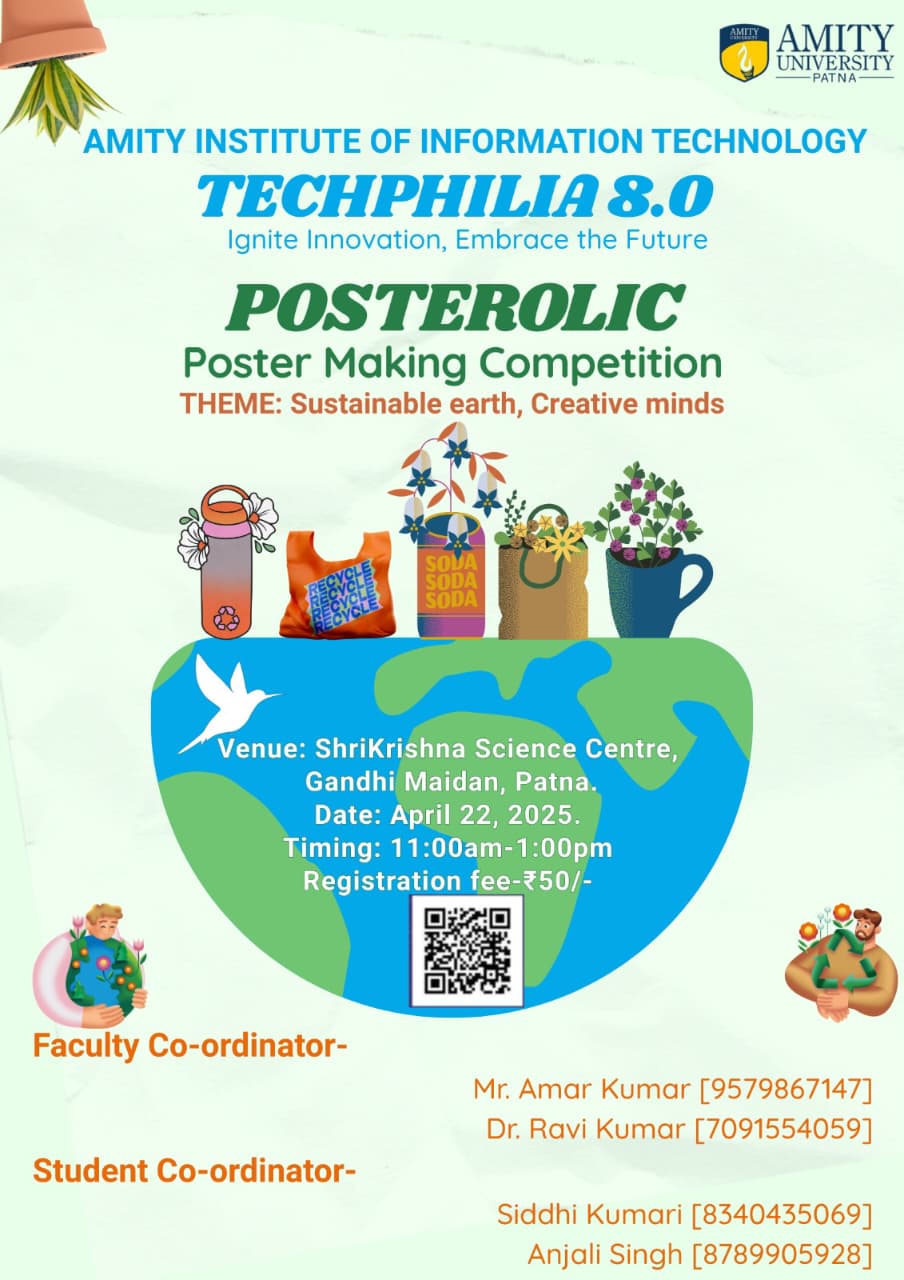 AMITY
UNIVERSITY
AMITY
UNIVERSITY
PATNA
AMITY INSTITUTE OF INFORMATION TECHNOLOGY
TECHPHILIA 8.0
Ignite Innovation, Embrace the Future
POSTEROLIC
Poster Making Competition
THEME: Sustainable earth, Creative minds
RECYCLE
RECYCLE
RECYCLE
RECYCLE
RECYCLE
SODA
SODA
SODA
Venue: ShriKrishna Science Centre,
Gandhi Maidan, Patna.
Date: April 22, 2025.
Timing: 11:00am-1:00pm
Registration fee-₹50/-
Faculty Co-ordinator-
Mr. Amar Kumar [9579867147]
Dr. Ravi Kumar [7091554059]
Student Co-ordinator-
Siddhi Kumari [8340435069]
Anjali Singh [8789905928]